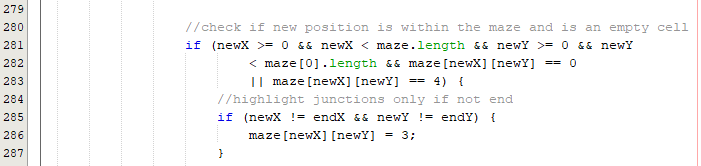 279
280 //check if new position is within the maze and is an empty cell
281 if (newX >= 0 && newX < maze.length && newY >= 0 && newY
282 < maze[0].length && maze[newX][newY] == 0
283 || maze[newX][newY] == 4) {
284 //highlight junctions only if not end
285 if (newX != endX && newY != endY) {
286 maze[newX][newY] = 3;
287 }